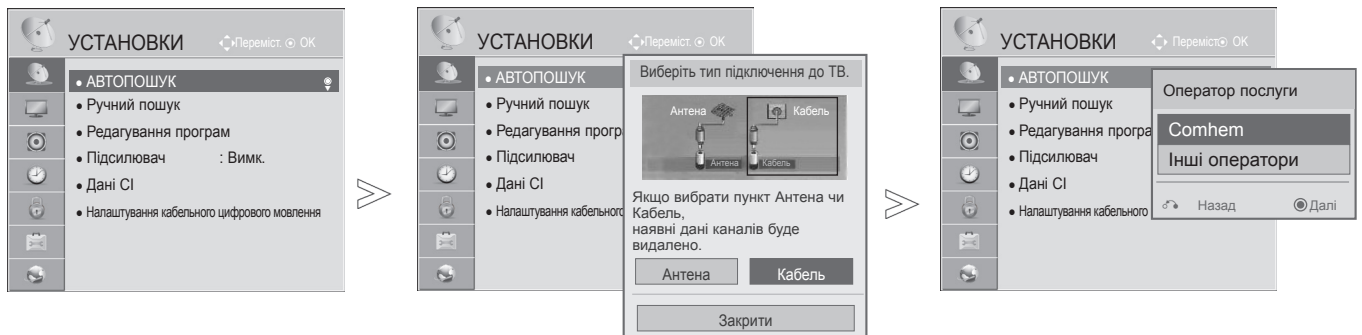 УСТАНОВКИ Переміст. OK
• АВТОПОШУК
• Ручний пошук
• Редагування програм
• Підсилювач : Вимк.
• Дані CI
• Налаштування кабельного цифрового мовлення
УСТАНОВКИ Переміст. OK
• АВТОПОШУК
• Ручний пошук
• Редагування програ
• Підсилювач
• Дані CI
• Налаштування кабельного
Виберіть тип підключення до ТВ.
Антена Кабель
Антена Кабель
Якщо вибрати пункт Антена чи
Кабель,
наявні дані каналів буде
видалено.
Антена Кабель
Закрити
УСТАНОВКИ Переміст. OK
• АВТОПОШУК
• Ручний пошук
• Редагування програ
• Підсилювач
• Дані CI
• Налаштування кабельного
Оператор послуги
Comhem
Інші оператори
Назад Далі